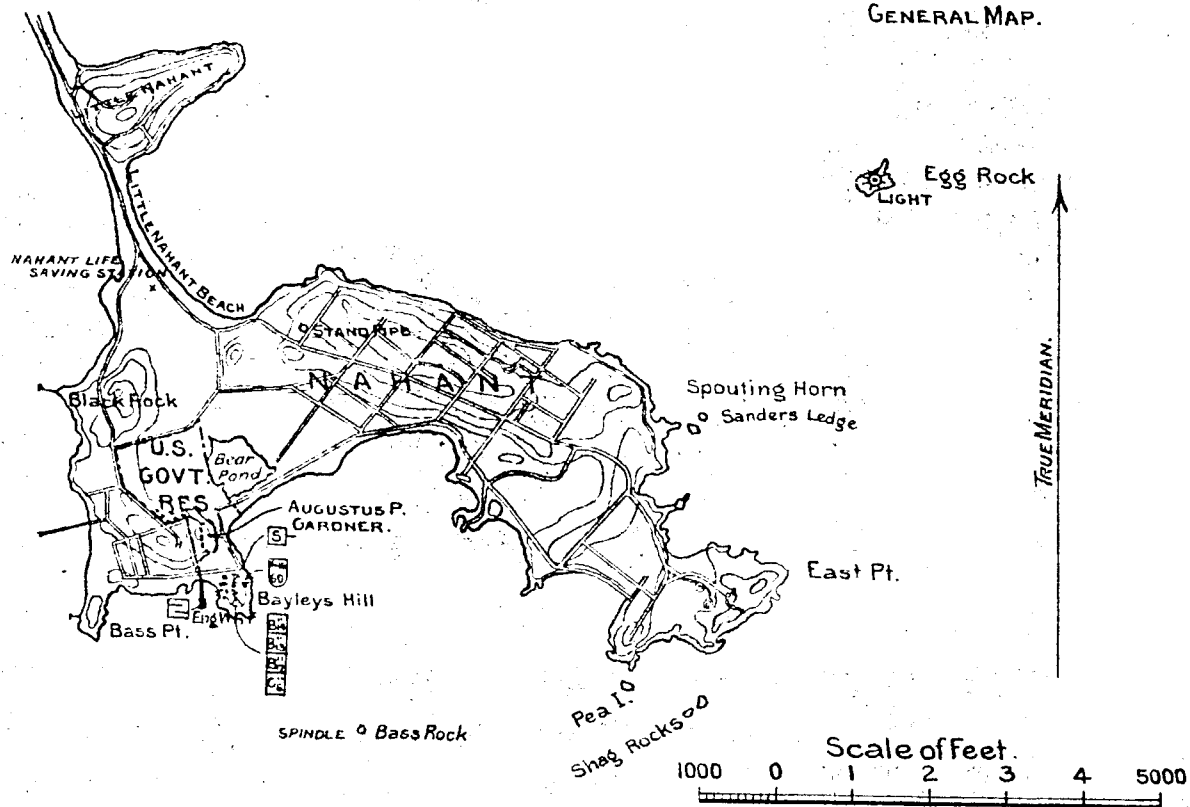 GENERAL MAP.
LITTLE NAHANT
Egg Rock
LIGHT
LITTLE NAHANT BEACH
NAHANT LIFE
SAVING STATION
STAND PIPE
NAHANT
TRUE MERIDIAN.
Spouting Horn
Sanders Ledge
Black Rock
U.S.
GOVT.
RES.
Bear
Pond
AUGUSTUS P.
GARDNER.
S
60
East Pt.
Bayleys Hill
Bass Pt.
Pea I.
Shag Rocks
SPINDLE Bass Rock
Scale of Feet.
1000 0 1 2 3 4 5000